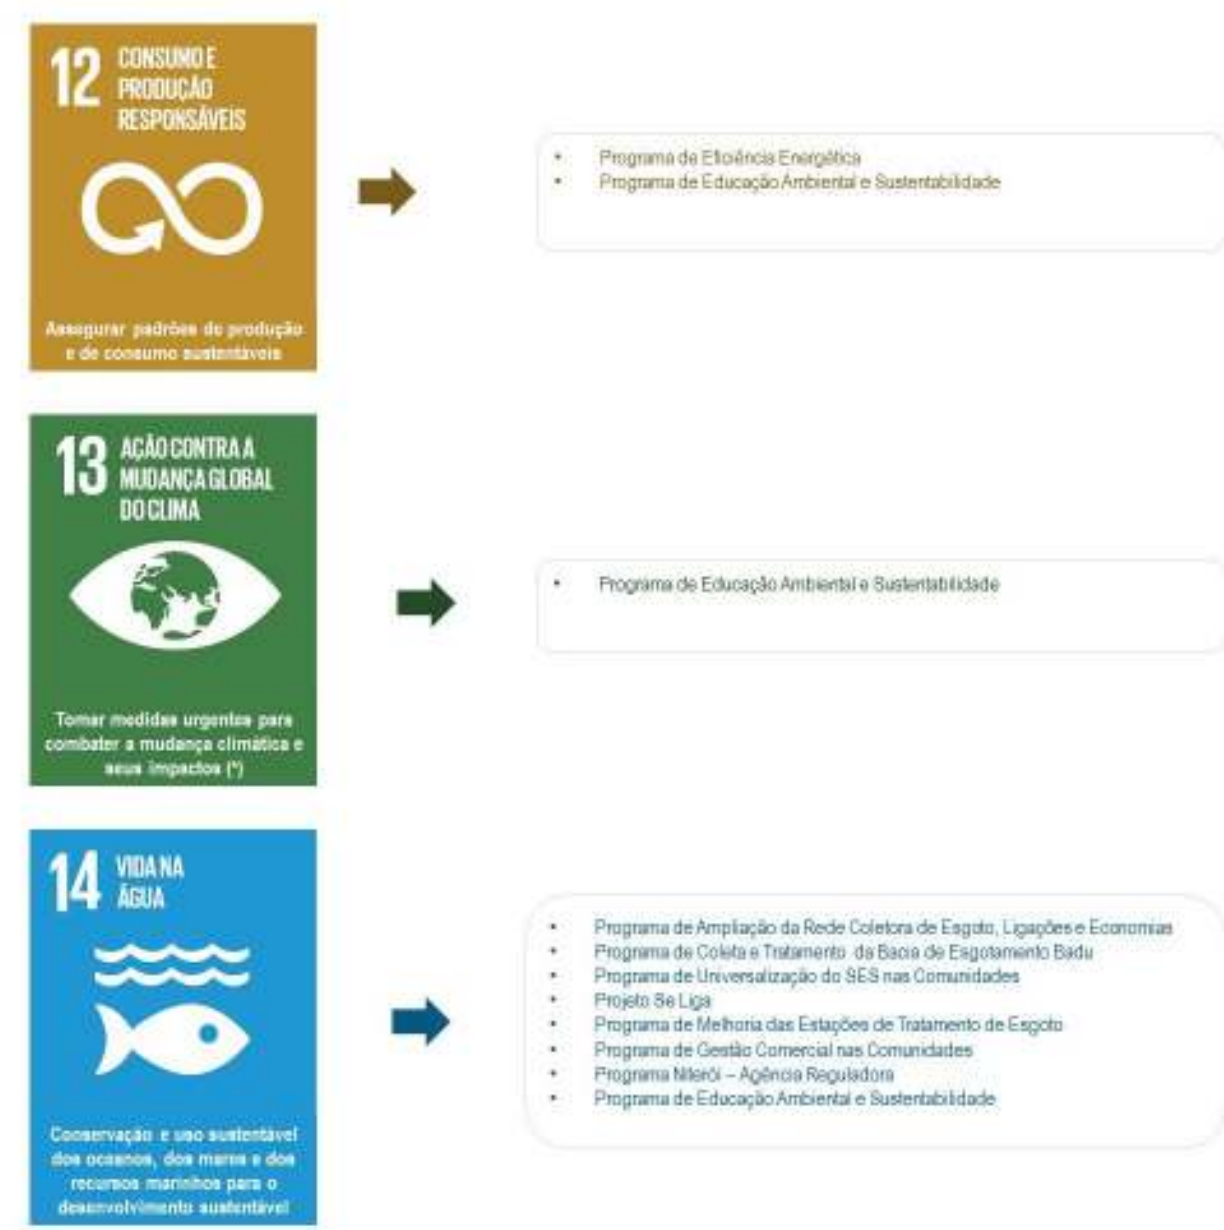 12
CONSUMO E
PRODUÇÃO
RESPONSÁVEIS
Assegurar padrões de produção
e de consumo sustentáveis
• Programa de Eficiência Energética
• Programa de Educação Ambiental e Sustentabilidade
13
AÇÃO CONTRA A
MUDANÇA GLOBAL
DO CLIMA
Tomar medidas urgentes para
combater a mudança climática e
seus impactos (*)
• Programa de Educação Ambiental e Sustentabilidade
14
VIDA NA
ÁGUA
Conservação e uso sustentável
dos oceanos, dos mares e dos
recursos marinhos para o
desenvolvimento sustentável
• Programa de Ampliação da Rede Coletora de Esgoto, Ligações e Economias
• Programa de Coleta e Tratamento da Bacia de Esgotamento Badu
• Programa de Universalização do SES nas Comunidades
• Projeto Se Liga
• Programa de Melhoria das Estações de Tratamento de Esgoto
• Programa de Gestão Comercial nas Comunidades
• Programa Niterói – Agência Reguladora
• Programa de Educação Ambiental e Sustentabilidade